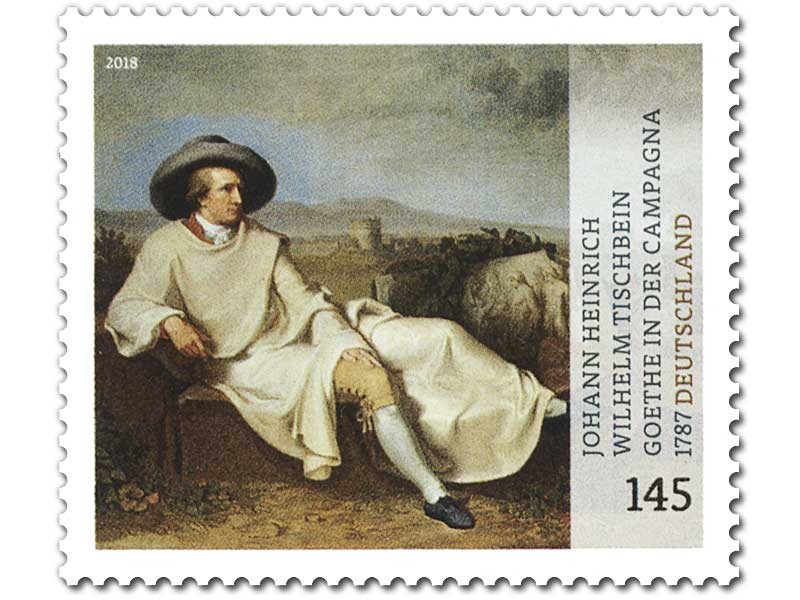 2018
JOHANN HEINRICH
WILHELM TISCHBEIN
GOETHE IN DER CAMPAGNA
1787 DEUTSCHLAND
145